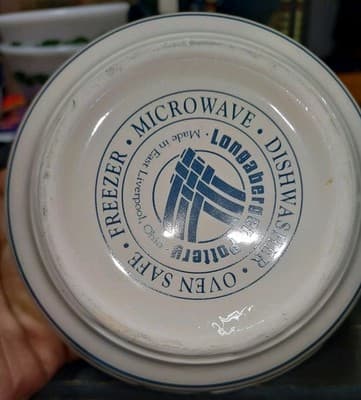 • MICROWAVE • DISHWASHER • OVEN SAFE • FREEZER
Longaberger Pottery
• Made in East Liverpool, Ohio •